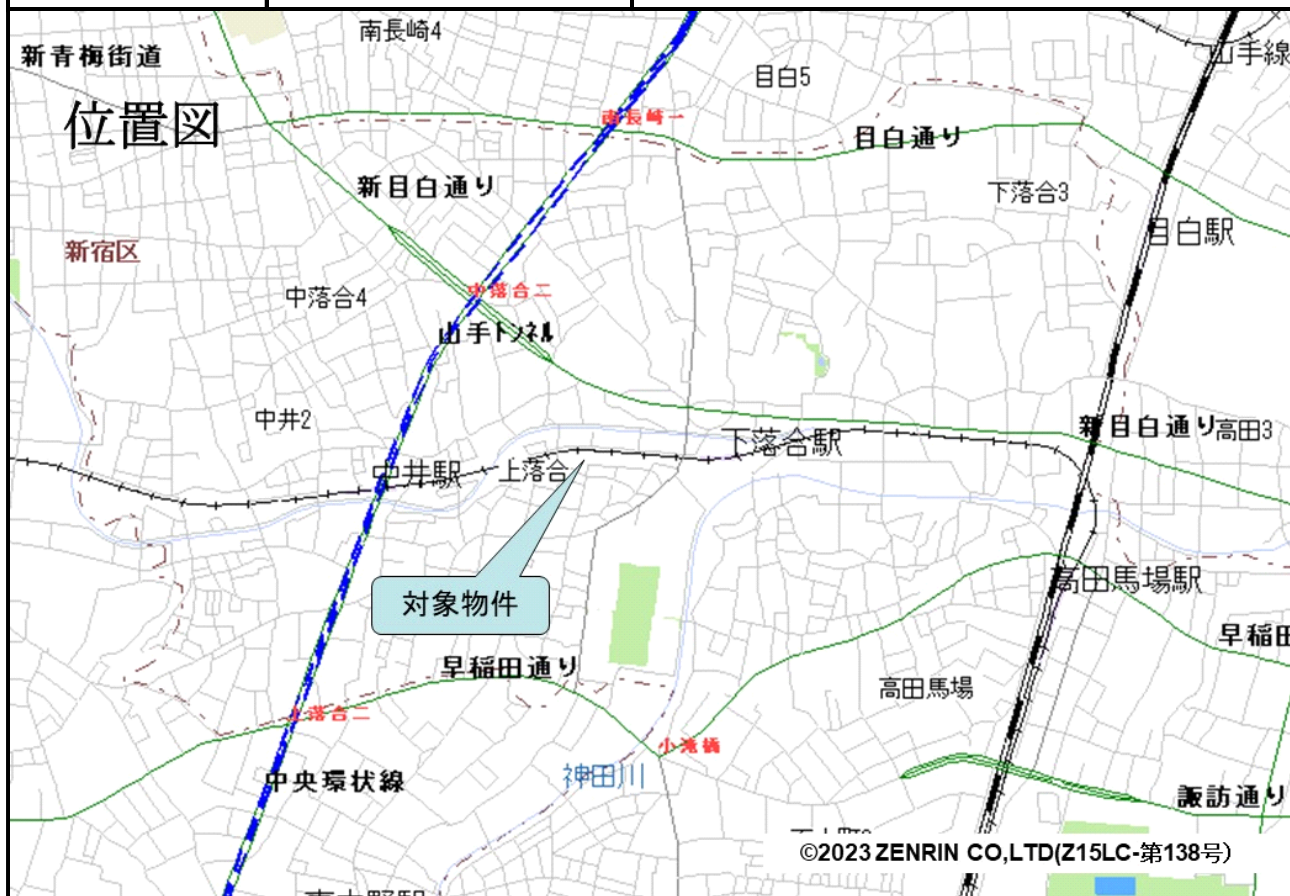 南長崎4
新青梅街道
山手線
目白5
位置図
南長崎一
目白通り
新目白通り
下落合3
目白駅
新宿区
中落合二
中落合4
山手トンネル
中井2
新目白通り
高田3
下落合駅
中井駅
上落合
高田馬場駅
対象物件
早稲田
早稲田通り
高田馬場
上落合二
小滝橋
神田川
中央環状線
諏訪通り
©2023 ZENRIN CO,LTD(Z15LC-第138号)